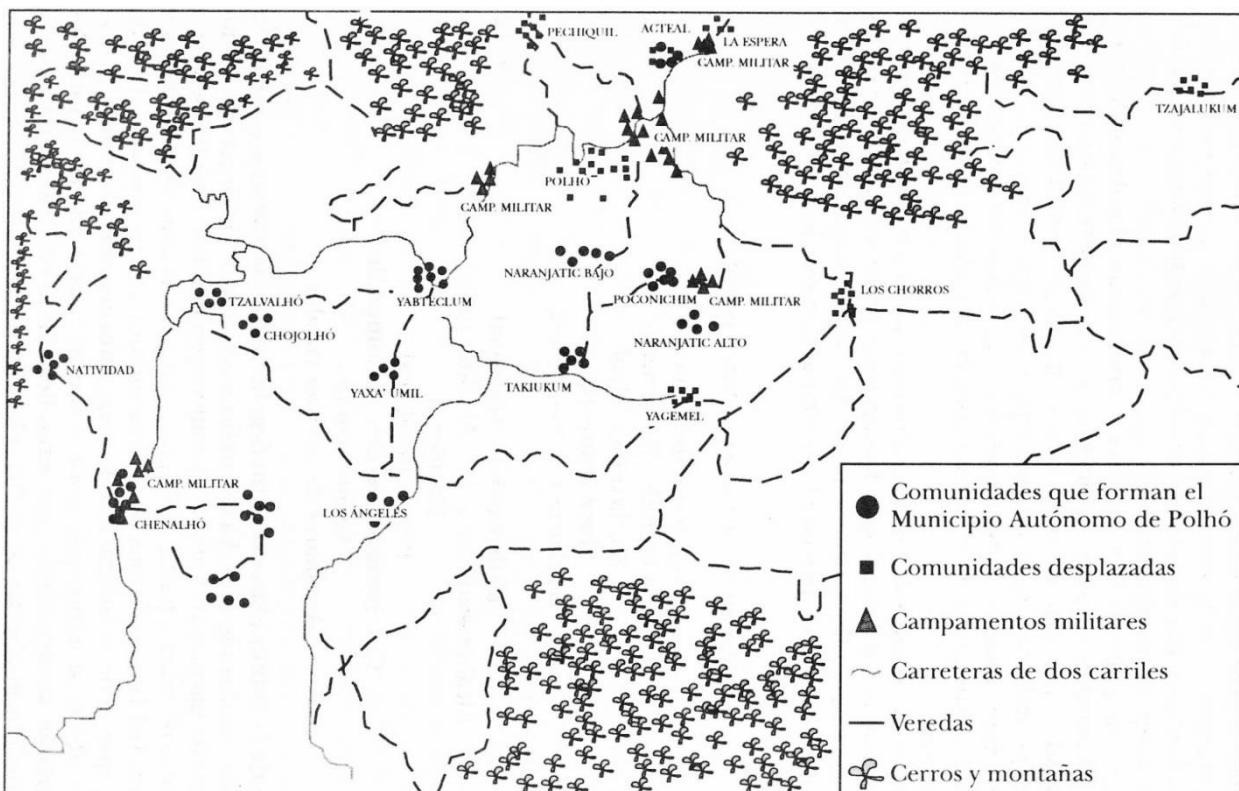 PECHIQUIL
ACTEAL
LA ESPERA
CAMP. MILITAR
TZAJALUKUM
CAMP. MILITAR
POLHO
CAMP. MILITAR
NARANJATIC BAJO
TZALVALHÓ
YABTECLUM
POCONICHIM
CAMP. MILITAR
LOS CHORROS
CHOJOLHÓ
NARANJATIC ALTO
NATIVIDAD
YAXA' UMIL
TAKIUKUM
YAGEMEL
CAMP. MILITAR
CHENALHÓ
LOS ÁNGELÉS
Comunidades que forman el
Municipio Autónomo de Polhó
Comunidades desplazadas
Campamentos militares
Carreteras de dos carriles
Veredas
Cerros y montañas